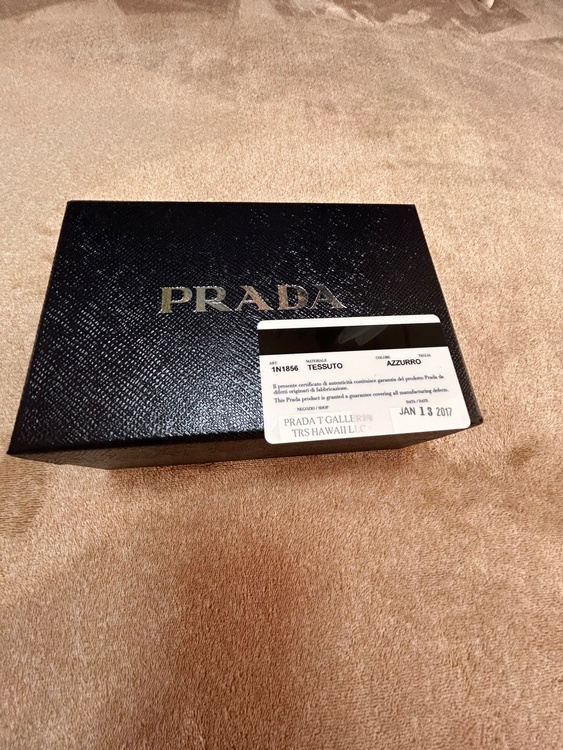 PRADA
ART. MATERIALE COLORE TAGLIA
1N1856 TESSUTO AZZURRO
Il presente certificato di autenticità costituisce garanzia del prodotto Prada da
difetti originari di fabbricazione.
This Prada product is granted a guarantee covering all manufacturing defects.
NEGOZIO / SHOP DATA / DATE
PRADA T GALLERIA JAN 13 2017
TRS HAWAII LLC